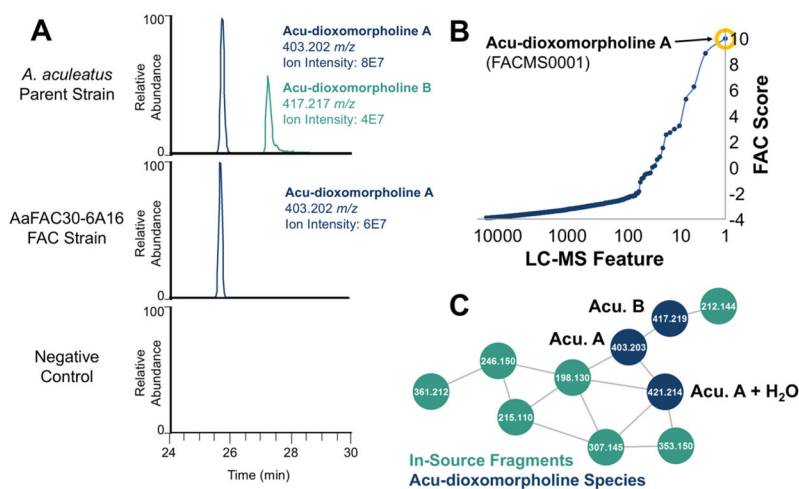 A
A. aculeatus
Parent Strain
100
Relative
Abundance
0
Acu-dioxomorpholine A
403.202 m/z
Ion Intensity: 8E7
Acu-dioxomorpholine B
417.217 m/z
Ion Intensity: 4E7
AaFAC30-6A16
FAC Strain
100
Relative
Abundance
0
Acu-dioxomorpholine A
403.202 m/z
Ion Intensity: 6E7
Negative
Control
100
Relative
Abundance
0
24 26 28 30
Time (min)
B
Acu-dioxomorpholine A
(FACMS0001)
10
8
6
4
2
0
-2
-4
FAC Score
10000 1000 100 10 1
LC-MS Feature
C
Acu. B
417.219
212.144
Acu. A
403.203
246.150
198.130
361.212
421.214
Acu. A + H₂O
215.110
307.145
353.150
In-Source Fragments
Acu-dioxomorpholine Species